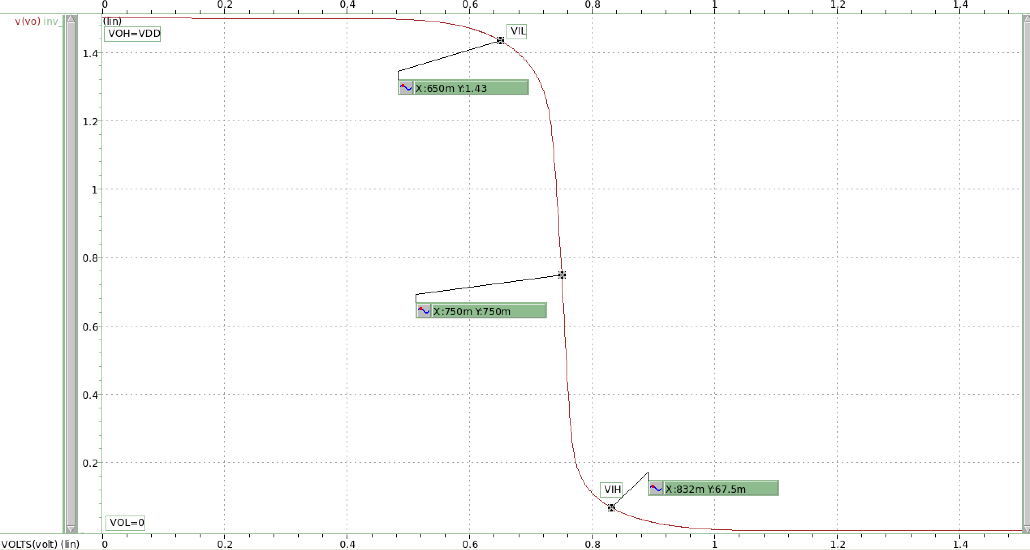 0 0.2 0.4 0.6 0.8 1 1.2 1.4
v(vo) inv_ (lin)
VOH=VDD
VIL
1.4
X:650m Y:1.43
1.2
1
0.8
X:750m Y:750m
0.6
0.4
0.2
VIH X:832m Y:67.5m
VOL=0
VOLTS(volt) (lin) 0 0.2 0.4 0.6 0.8 1 1.2 1.4